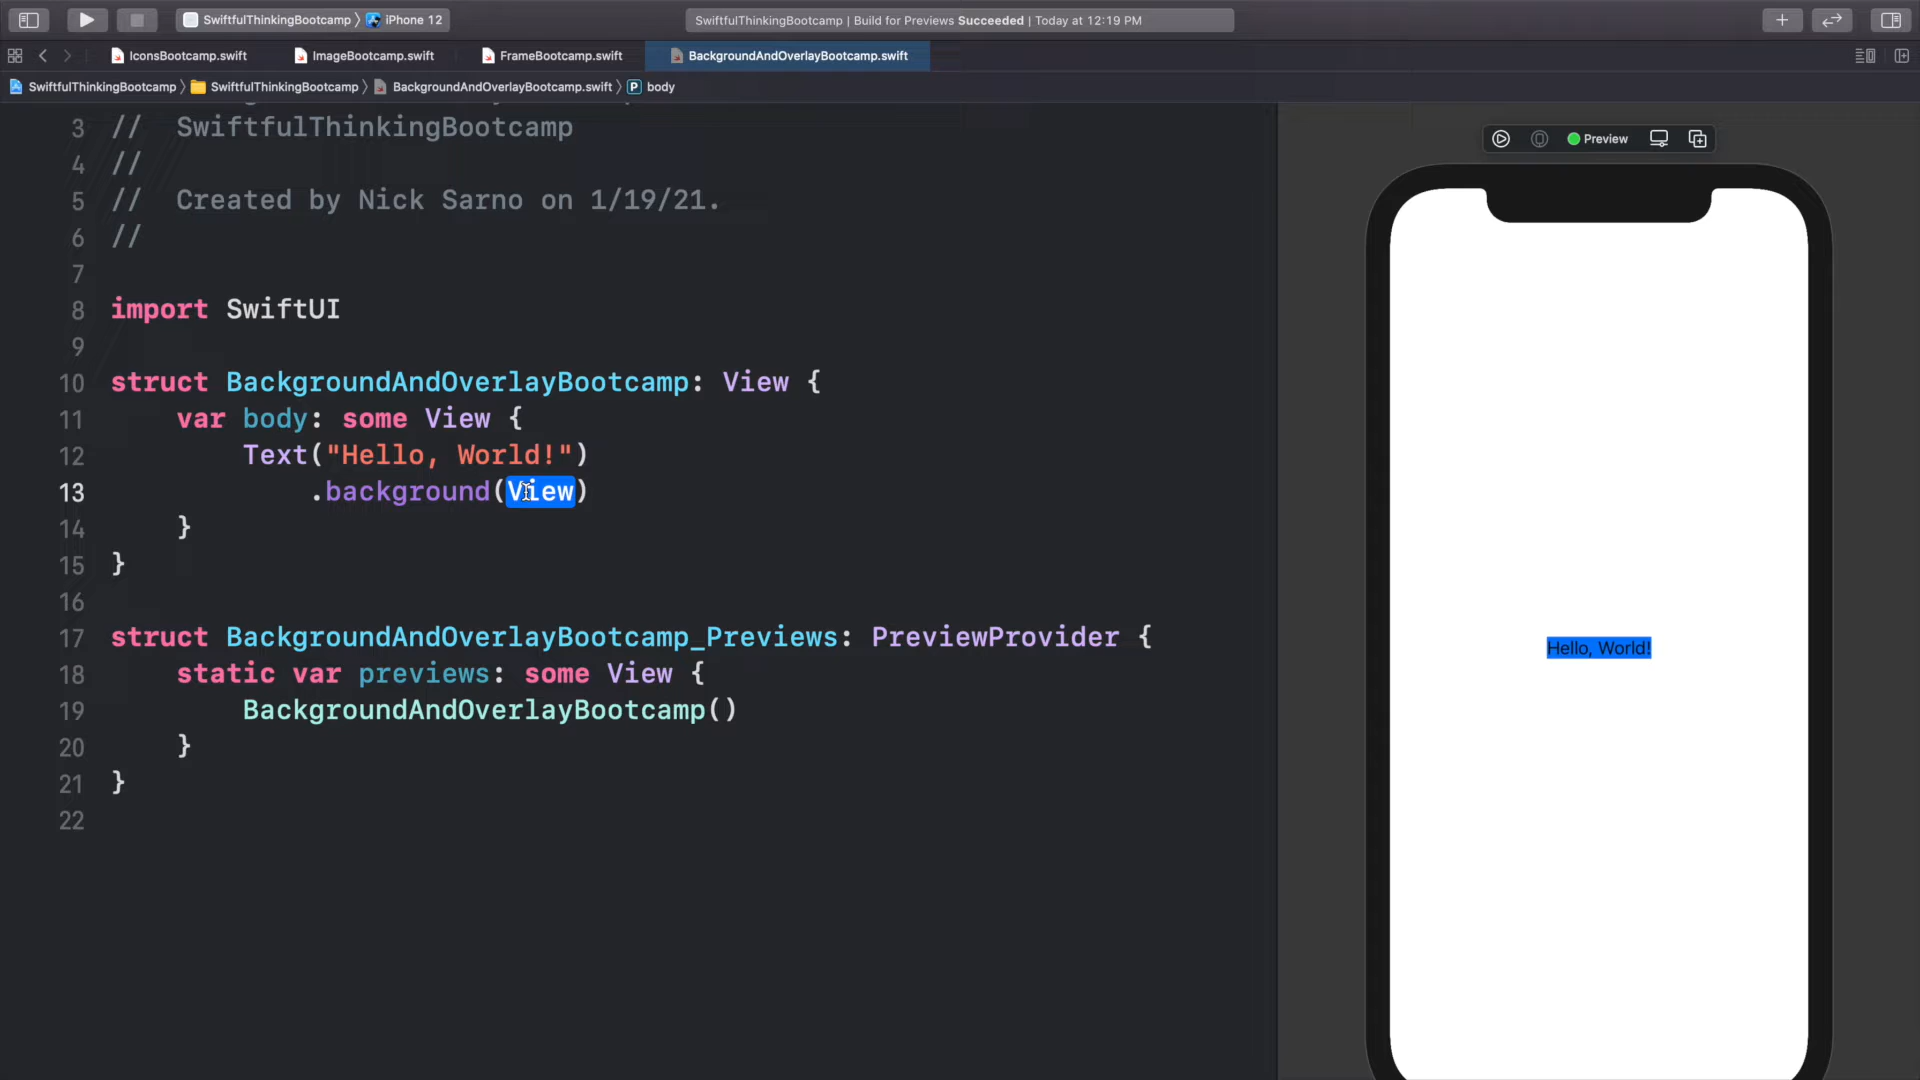 SwiftfulThinkingBootcamp 〉 iPhone 12
SwiftfulThinkingBootcamp | Build for Previews Succeeded | Today at 12:19 PM
IconsBootcamp.swift
ImageBootcamp.swift
FrameBootcamp.swift
BackgroundAndOverlayBootcamp.swift
SwiftfulThinkingBootcamp 〉 SwiftfulThinkingBootcamp 〉 BackgroundAndOverlayBootcamp.swift 〉 P body
3 //  SwiftfulThinkingBootcamp
4 //
5 //  Created by Nick Sarno on 1/19/21.
6 //
7
8 import SwiftUI
9
10 struct BackgroundAndOverlayBootcamp: View {
11     var body: some View {
12         Text("Hello, World!")
13             .background(View)
14     }
15 }
16
17 struct BackgroundAndOverlayBootcamp_Previews: PreviewProvider {
18     static var previews: some View {
19         BackgroundAndOverlayBootcamp()
20     }
21 }
22
Preview
Hello, World!